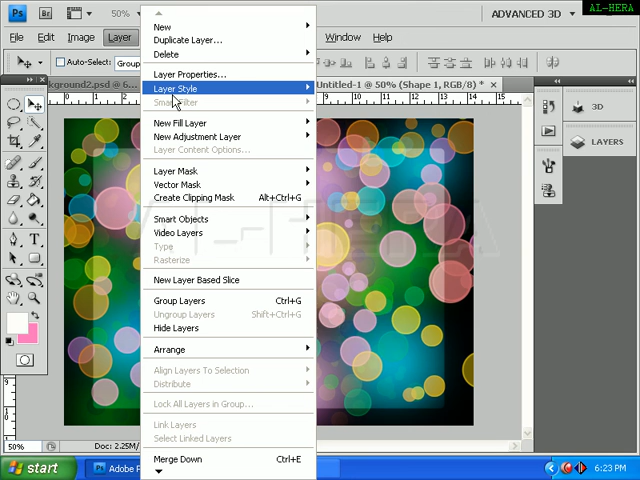 AL-HERA
Ps
Br
50%
ADVANCED 3D
File
Edit
Image
Layer
Window
Help
Auto-Select:
Group
kground2.psd @ 6...
Untitled-1 @ 50% (Shape 1, RGB/8) *
New
Duplicate Layer...
Delete
Layer Properties...
Layer Style
Smart Filter
New Fill Layer
New Adjustment Layer
Layer Content Options...
Layer Mask
Vector Mask
Create Clipping Mask Alt+Ctrl+G
Smart Objects
Video Layers
Type
Rasterize
New Layer Based Slice
Group Layers Ctrl+G
Ungroup Layers Shift+Ctrl+G
Hide Layers
Arrange
Align Layers To Selection
Distribute
Lock All Layers in Group...
Link Layers
Select Linked Layers
Merge Down Ctrl+E
3D
LAYERS
AL-HERA
50%
Doc: 2.25M/
start
Ps
Adobe P
6:23 PM